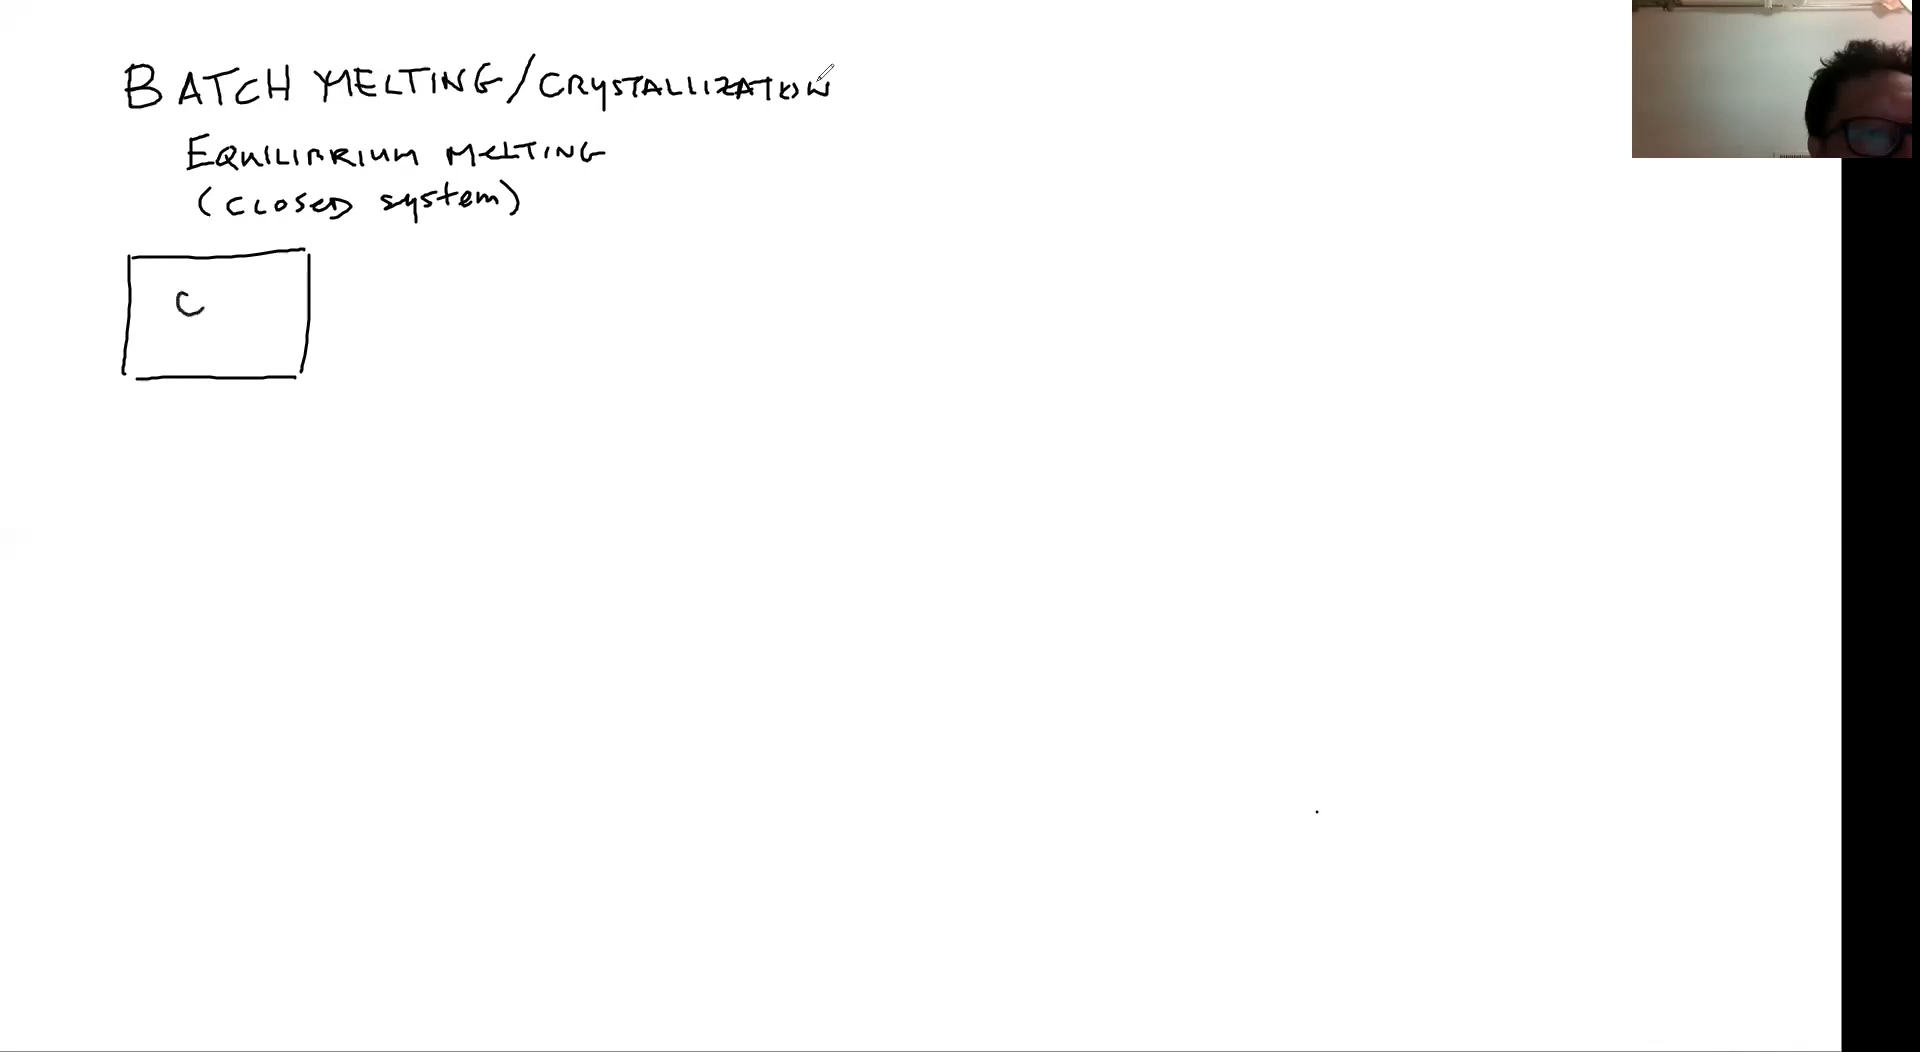 BATCH MELTING/CRYSTALLIZATION
EQUILIBRIUM MELTING
(CLOSED system)
C